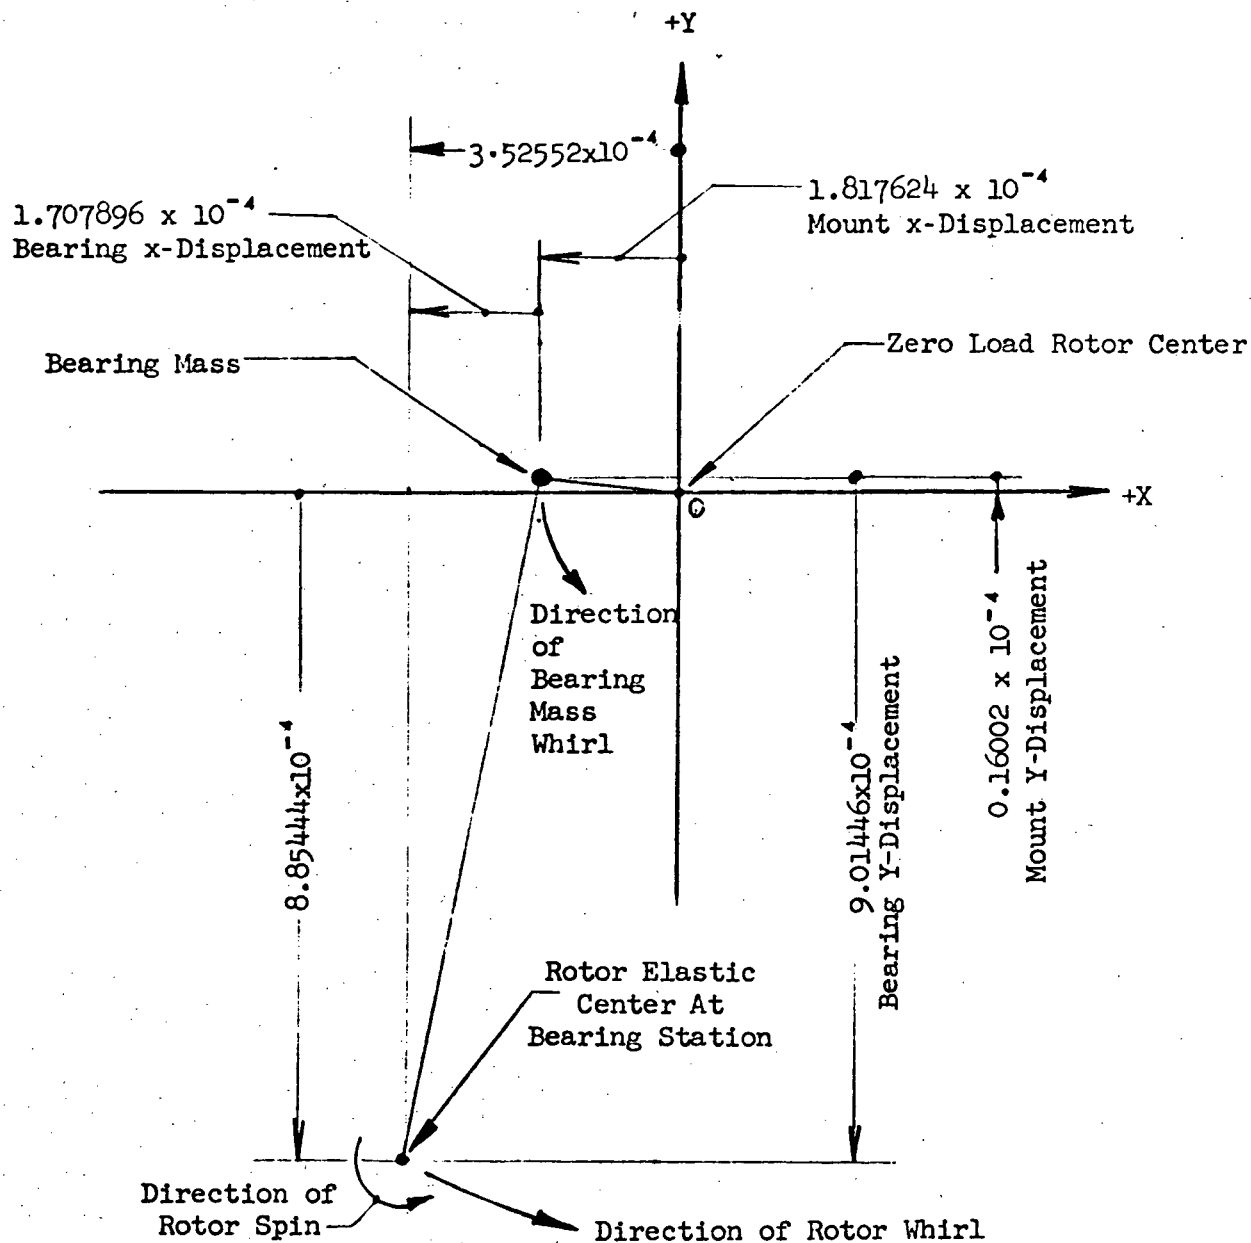 +Y
3.52552x10⁻⁴
1.817624 x 10⁻⁴
Mount x-Displacement
1.707896 x 10⁻⁴
Bearing x-Displacement
Bearing Mass
Zero Load Rotor Center
+X
O
Direction
of
Bearing
Mass
Whirl
8.85444x10⁻⁴
9.01446x10⁻⁴
Bearing Y-Displacement
0.16002 x 10⁻⁴
Mount Y-Displacement
Rotor Elastic
Center At
Bearing Station
Direction of
Rotor Spin
Direction of Rotor Whirl